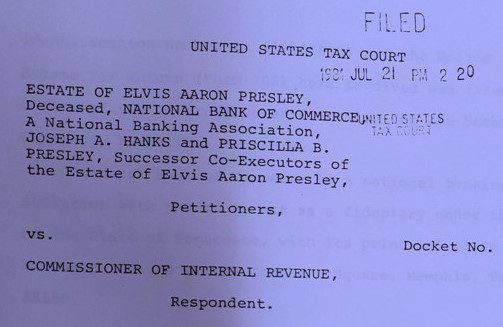 FILED
UNITED STATES TAX COURT
1981 JUL 21 PM 2 20
ESTATE OF ELVIS AARON PRESLEY,
Deceased, NATIONAL BANK OF COMMERCE,
UNITED STATES
TAX COURT
A National Banking Association,
JOSEPH A. HANKS and PRISCILLA B.
PRESLEY, Successor Co-Executors of
the Estate of Elvis Aaron Presley,
Petitioners,
vs.
Docket No.
COMMISSIONER OF INTERNAL REVENUE,
Respondent.